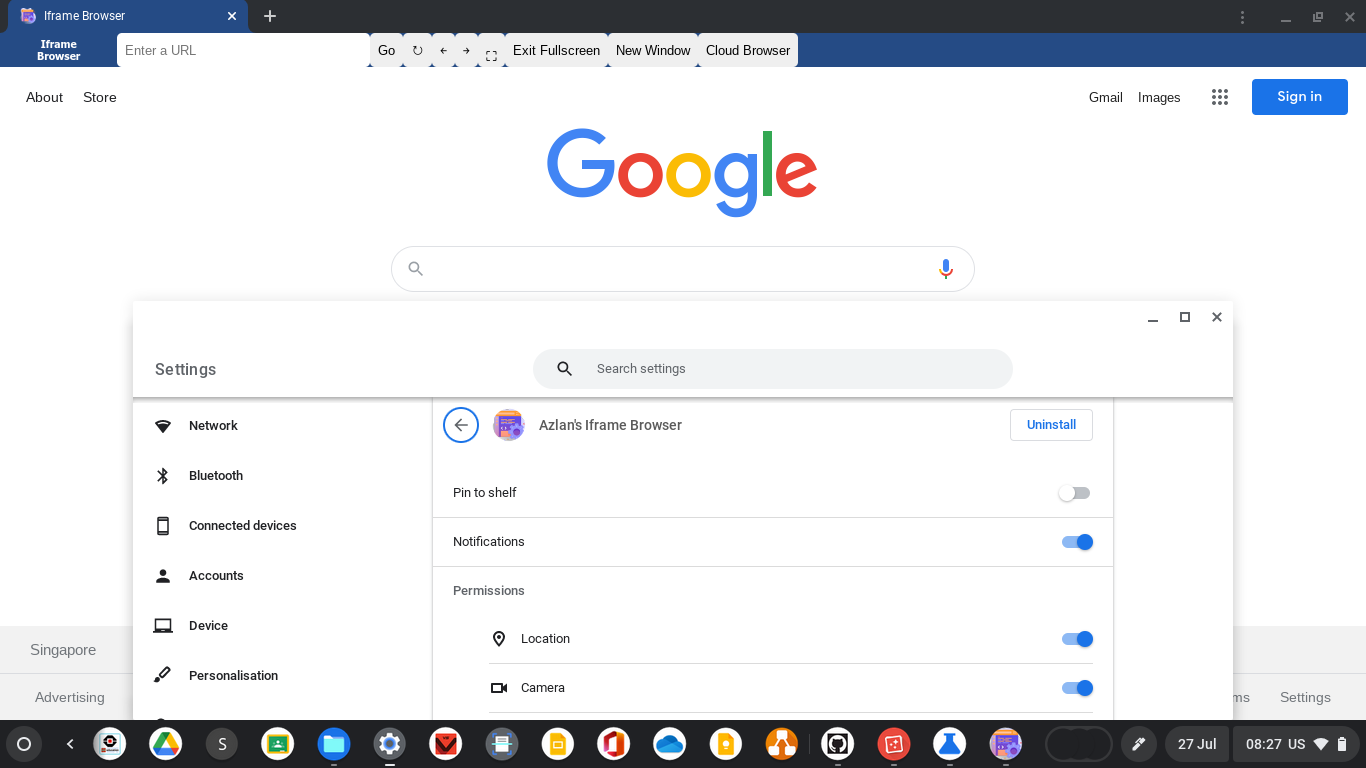 Iframe Browser
Iframe
Browser
Enter a URL
Go
Exit Fullscreen
New Window
Cloud Browser
About
Store
Gmail
Images
Sign in
Google
Settings
Search settings
Network
Azlan's Iframe Browser
Uninstall
Bluetooth
Pin to shelf
Connected devices
Notifications
Accounts
Permissions
Device
Location
Singapore
Personalisation
Camera
Advertising
ms
Settings
S
27 Jul
08:27 US